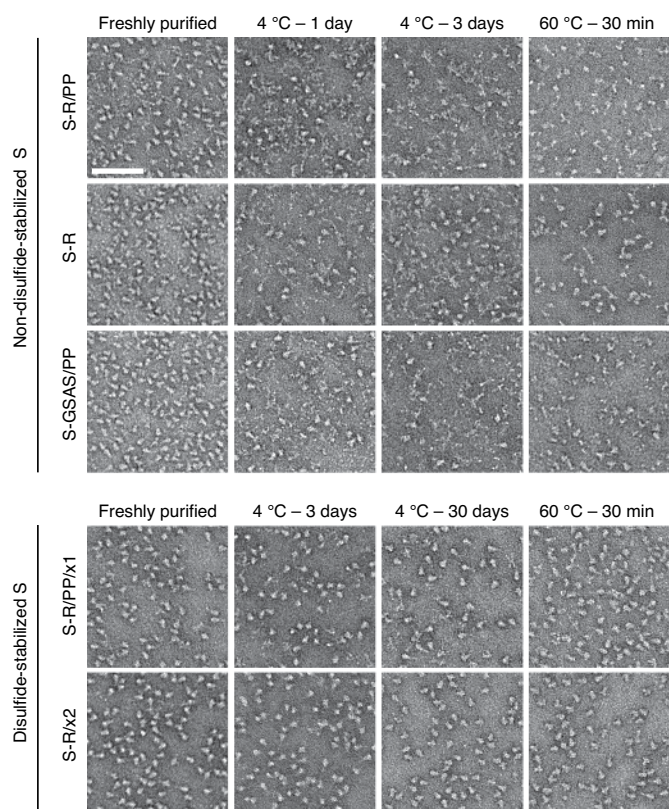 Freshly purified 4 °C – 1 day 4 °C – 3 days 60 °C – 30 min
Non-disulfide-stabilized S
S-R/PP
S-R
S-GSAS/PP
Freshly purified 4 °C – 3 days 4 °C – 30 days 60 °C – 30 min
Disulfide-stabilized S
S-R/PP/x1
S-R/x2